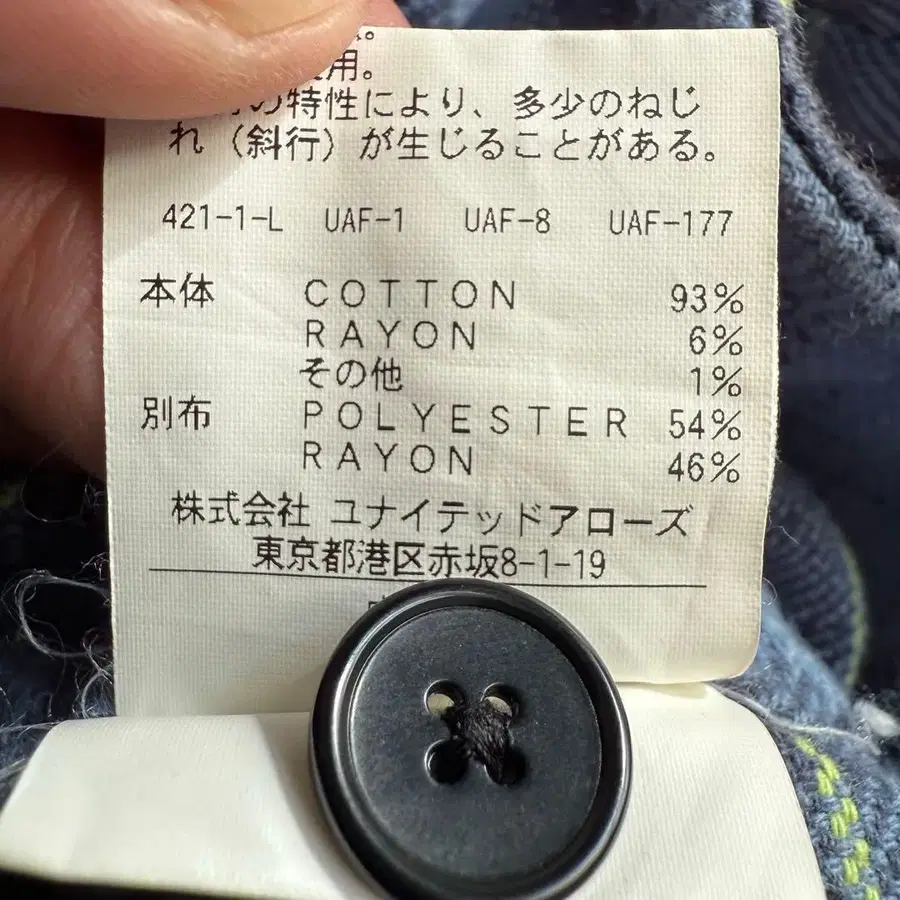 用。
の特性により、多少のねじ
れ（斜行）が生じることがある。
421-1-L UAF-1 UAF-8 UAF-177
本体 COTTON 93%
RAYON 6%
その他 1%
別布 POLYESTER 54%
RAYON 46%
株式会社 ユナイテッドアローズ
東京都港区赤坂8-1-19